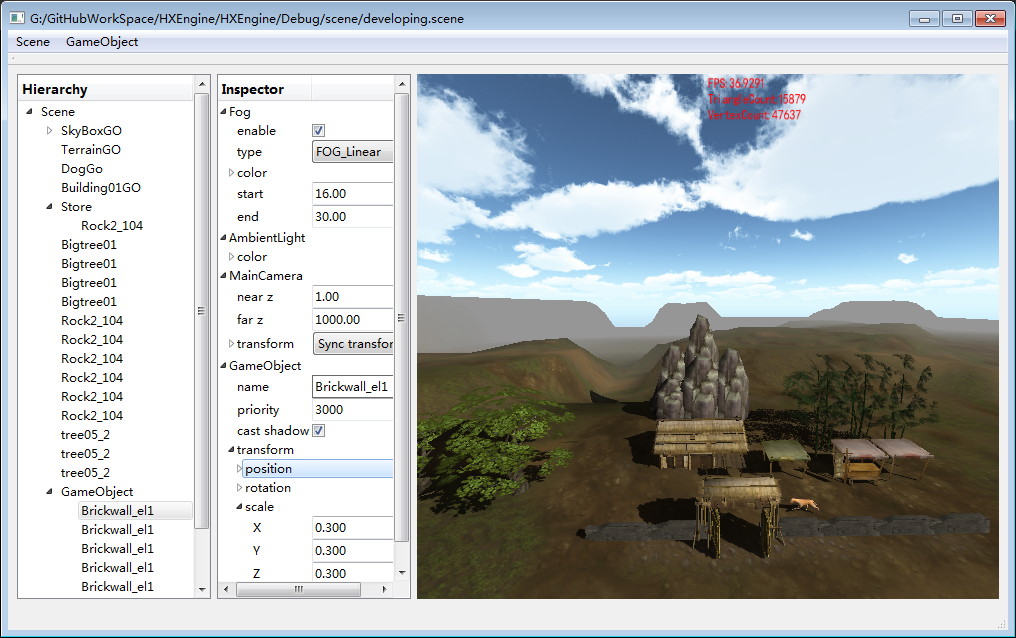 G:/GitHubWorkSpace/HXEngine/HXEngine/Debug/scene/developing.scene
Scene GameObject
Hierarchy
Scene
SkyBoxGO
TerrainGO
DogGo
Building01GO
Store
Rock2_104
Bigtree01
Bigtree01
Bigtree01
Bigtree01
Rock2_104
Rock2_104
Rock2_104
Rock2_104
Rock2_104
Rock2_104
tree05_2
tree05_2
tree05_2
GameObject
Brickwall_el1
Brickwall_el1
Brickwall_el1
Brickwall_el1
Brickwall_el1
Inspector
Fog
enable
type FOG_Linear
color
start 16.00
end 30.00
AmbientLight
color
MainCamera
near z 1.00
far z 1000.00
transform Sync transfor
GameObject
name Brickwall_el1
priority 3000
cast shadow
transform
position
rotation
scale
X 0.300
Y 0.300
Z 0.300
FPS:36.9291
TriangleCount:15879
VertexCount:47637